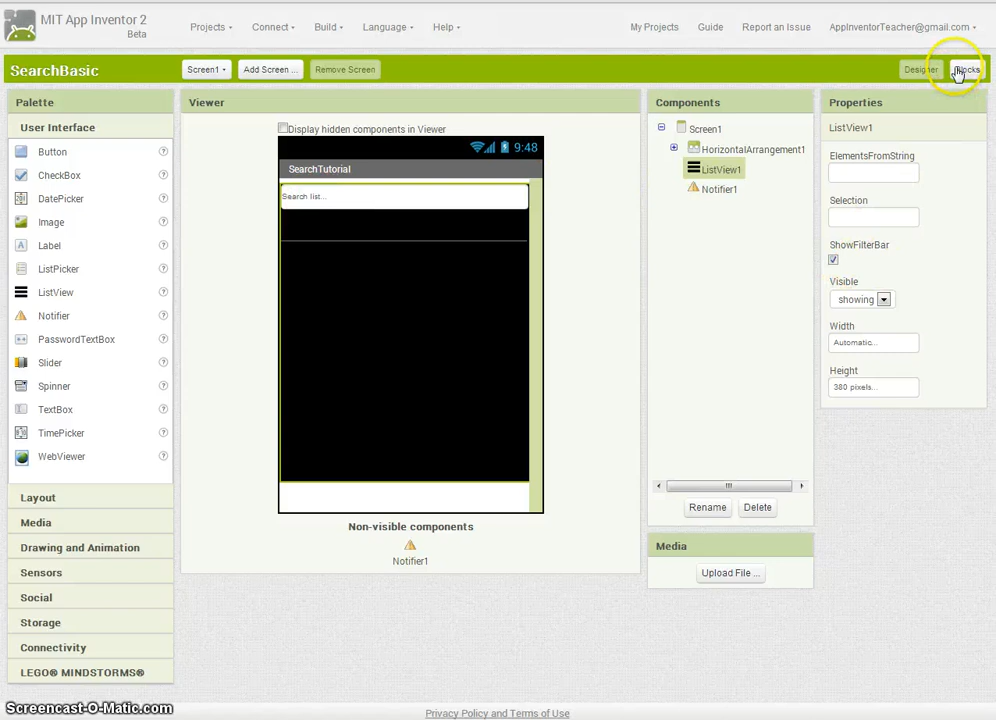 MIT App Inventor 2
Beta
Projects Connect Build Language Help
My Projects Guide Report an Issue AppInventorTeacher@gmail.com
SearchBasic
Screen1 Add Screen ... Remove Screen
Designer Blocks
Palette
User Interface
Button
CheckBox
DatePicker
Image
Label
ListPicker
ListView
Notifier
PasswordTextBox
Slider
Spinner
TextBox
TimePicker
WebViewer
Layout
Media
Drawing and Animation
Sensors
Social
Storage
Connectivity
LEGO® MINDSTORMS®
Viewer
Display hidden components in Viewer
9:48
SearchTutorial
Search list...
Non-visible components
Notifier1
Components
Screen1
HorizontalArrangement1
ListView1
Notifier1
Rename Delete
Media
Upload File ...
Properties
ListView1
ElementsFromString
Selection
ShowFilterBar
Visible
showing
Width
Automatic...
Height
380 pixels...
Screencast-O-Matic.com
Privacy Policy and Terms of Use